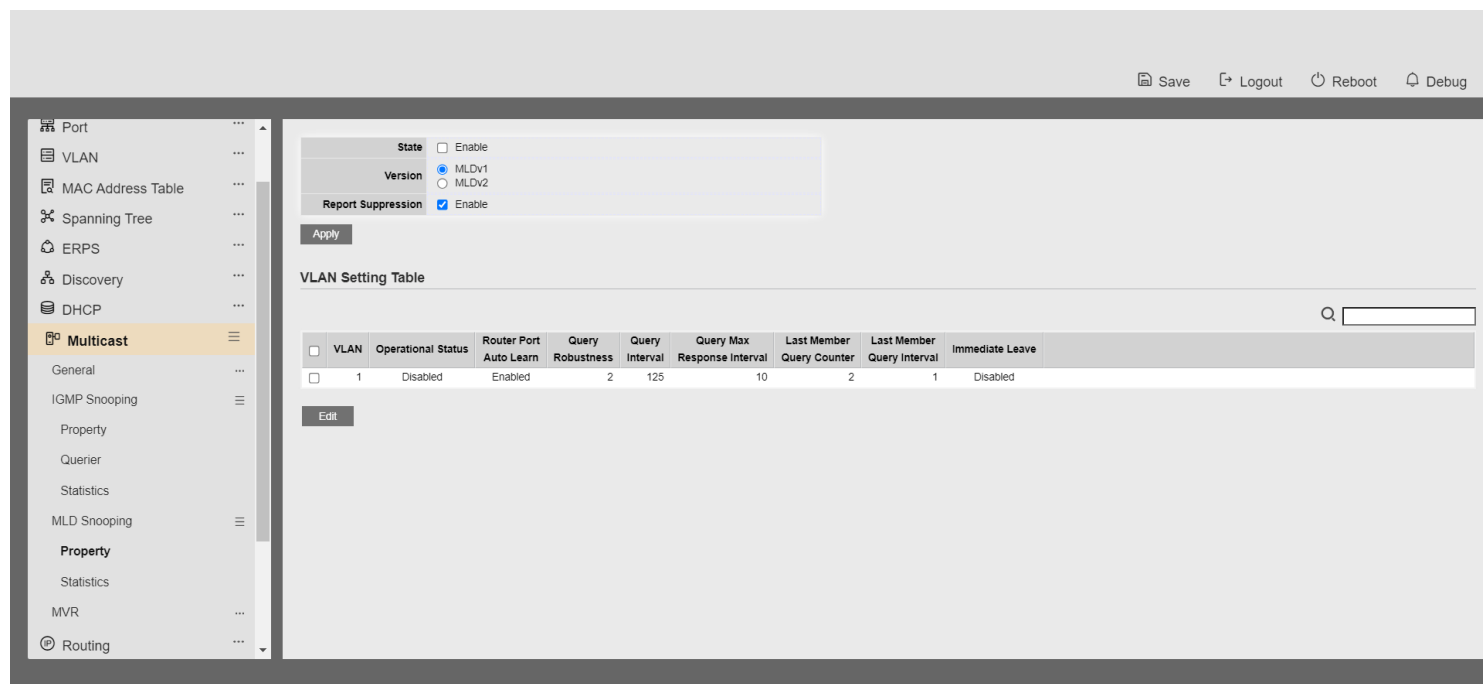 Save Logout Reboot Debug
Port
VLAN
MAC Address Table
Spanning Tree
ERPS
Discovery
DHCP
Multicast
General
IGMP Snooping
Property
Querier
Statistics
MLD Snooping
Property
Statistics
MVR
IP Routing
State Enable
Version MLDv1
MLDv2
Report Suppression Enable
Apply
VLAN Setting Table
VLAN Operational Status Router Port Auto Learn Query Robustness Query Interval Query Max Response Interval Last Member Query Counter Last Member Query Interval Immediate Leave
1 Disabled Enabled 2 125 10 2 1 Disabled
Edit